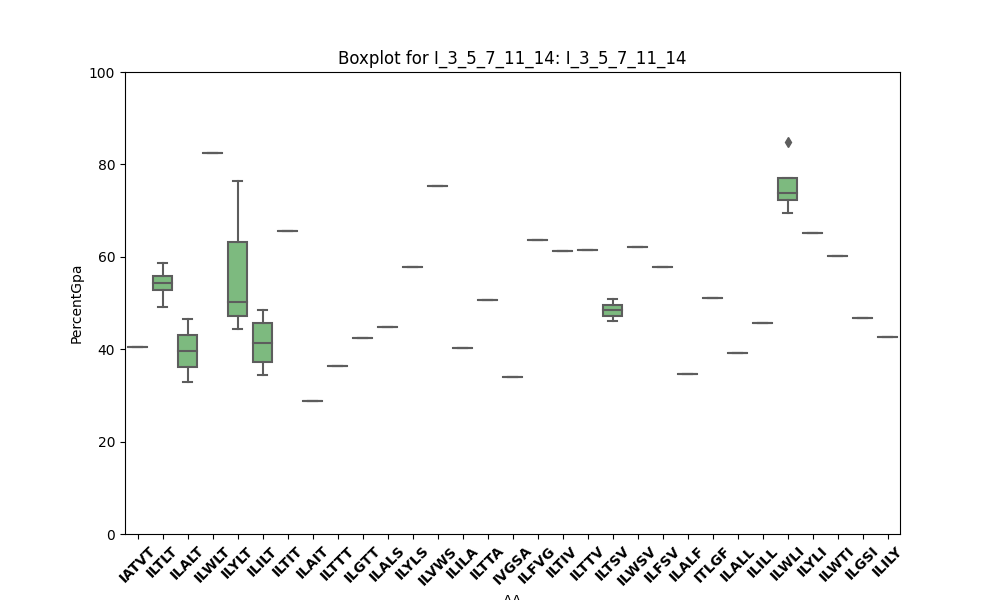 Boxplot for I_3_5_7_11_14: I_3_5_7_11_14
100
80
60
40
20
0
PercentGpa
IATVT
ILTLT
ILALT
ILWLT
ILYLT
ILILT
ILTIT
ILAIT
ILTTT
ILGTT
ILALS
ILYLS
ILVWS
ILILA
ILTTA
IVGSA
ILFVG
ILTIV
ILTTV
ILTSV
ILWSV
ILFSV
ILALF
ITLGF
ILALL
ILILL
ILWLI
ILYLI
ILWTI
ILGSI
ILILY
AA